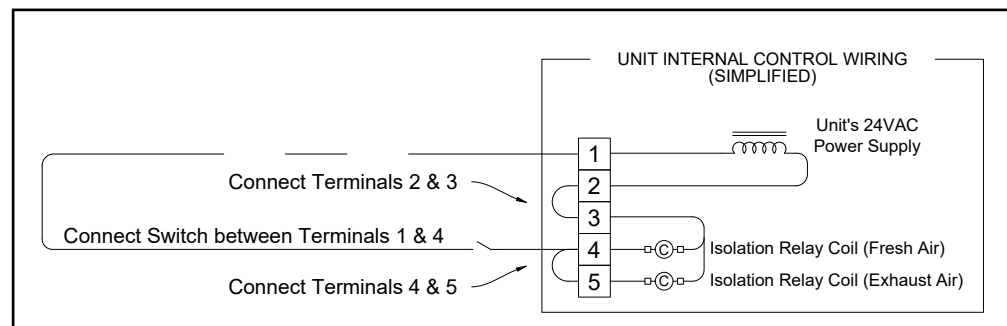 UNIT INTERNAL CONTROL WIRING
(SIMPLIFIED)
Unit's 24VAC
Power Supply
1
2
3
4
5
Connect Terminals 2 & 3
Connect Switch between Terminals 1 & 4
Connect Terminals 4 & 5
C Isolation Relay Coil (Fresh Air)
C Isolation Relay Coil (Exhaust Air)